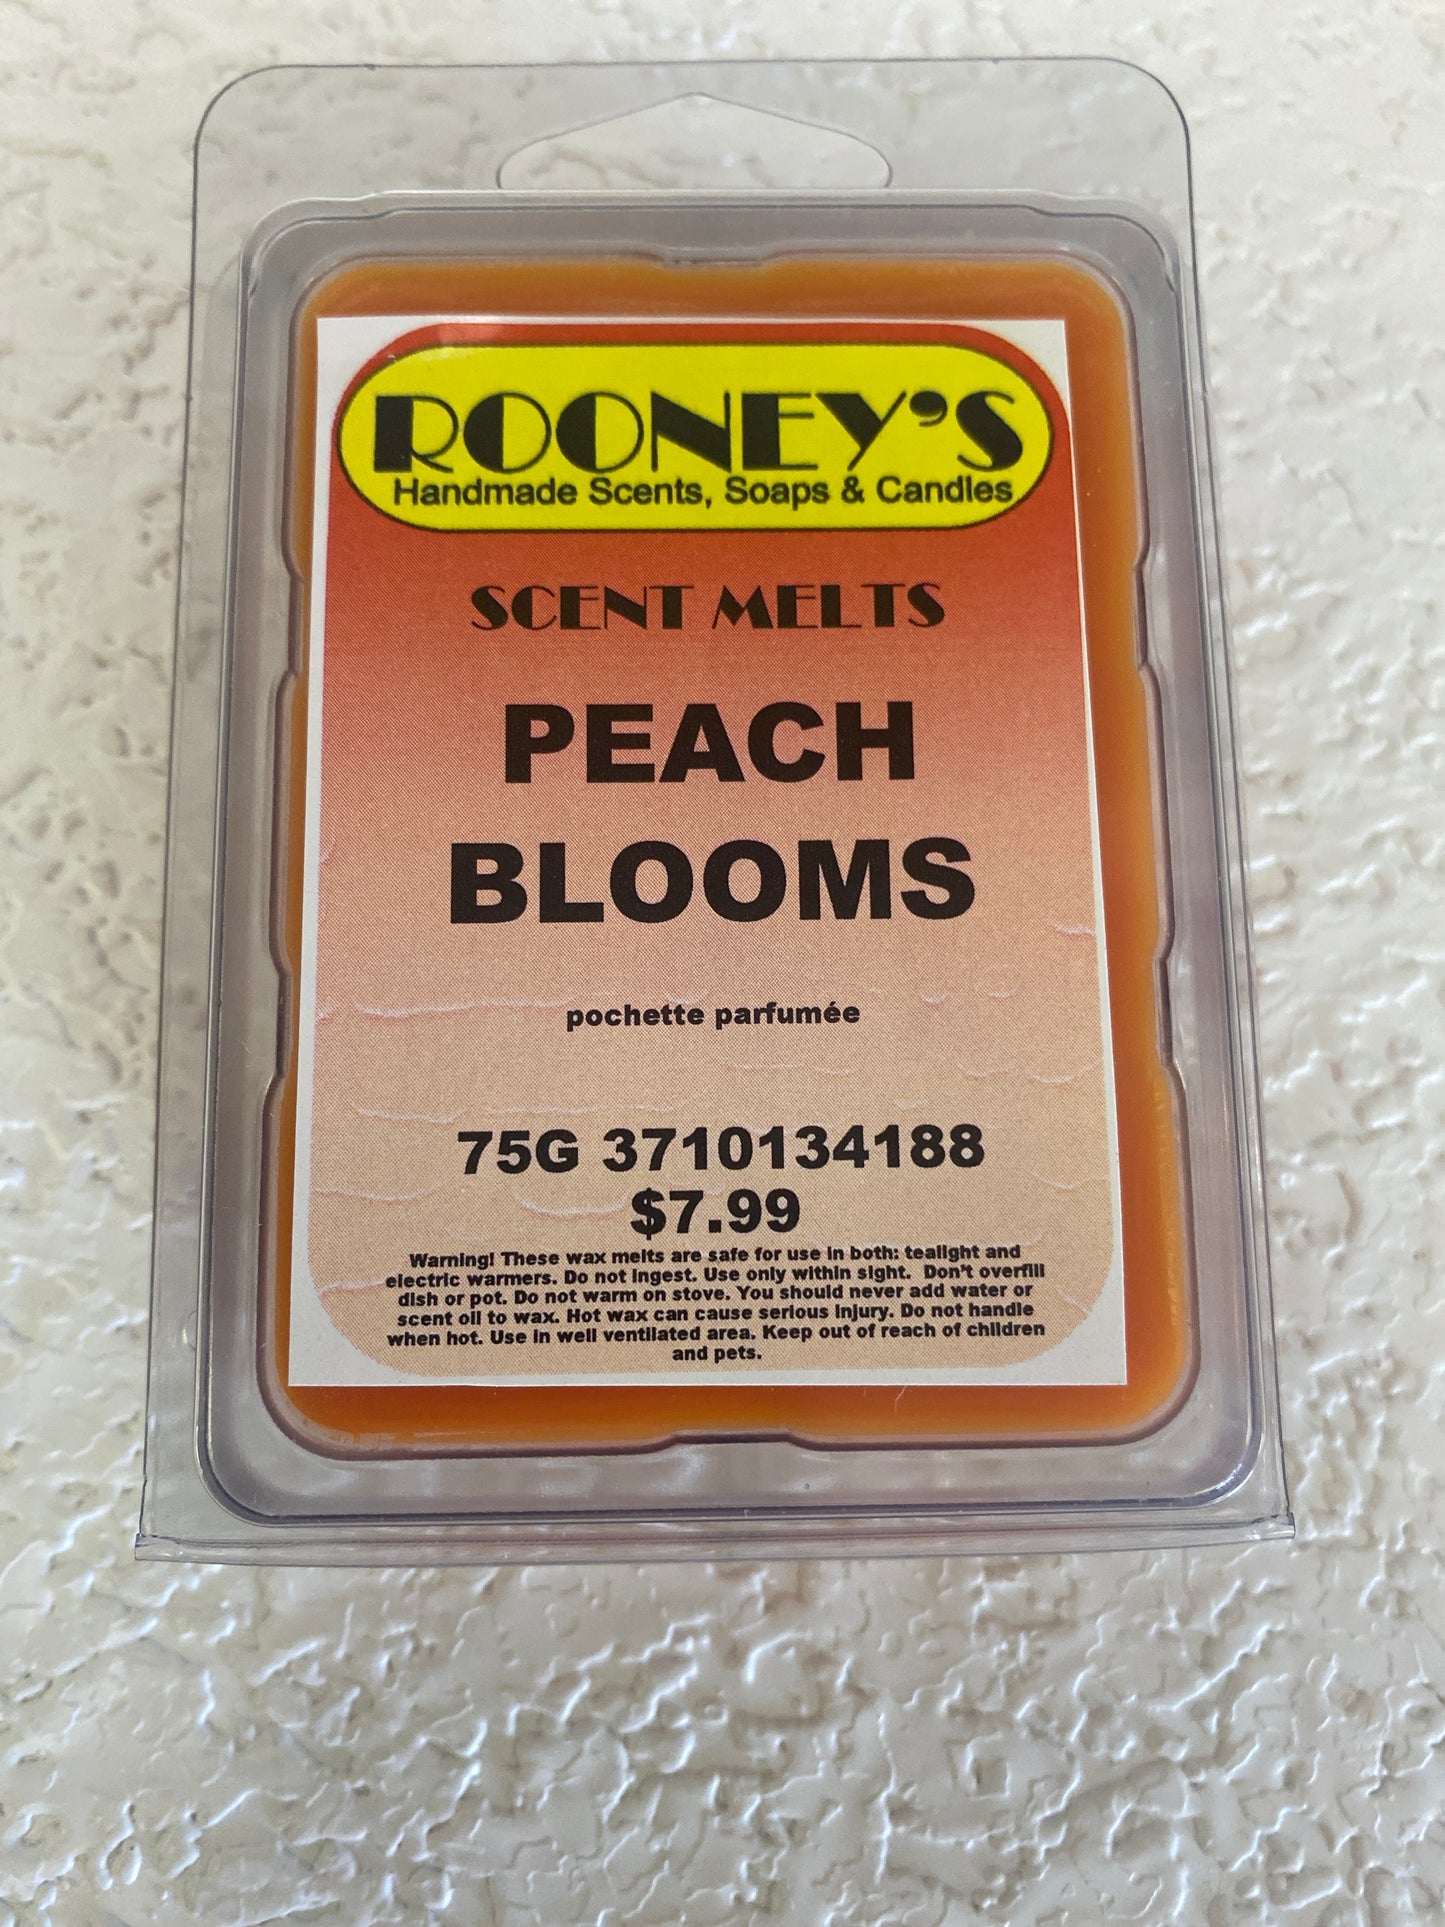 ROONEY'S
Handmade Scents, Soaps & Candles
SCENT MELTS
PEACH
BLOOMS
pochette parfumée
75G 3710134188
$7.99
Warning! These wax melts are safe for use in both: tealight and
electric warmers. Do not ingest. Use only within sight. Don't overfill
dish or pot. Do not warm on stove. You should never add water or
scent oil to wax. Hot wax can cause serious injury. Do not handle
when hot. Use in well ventilated area. Keep out of reach of children
and pets.